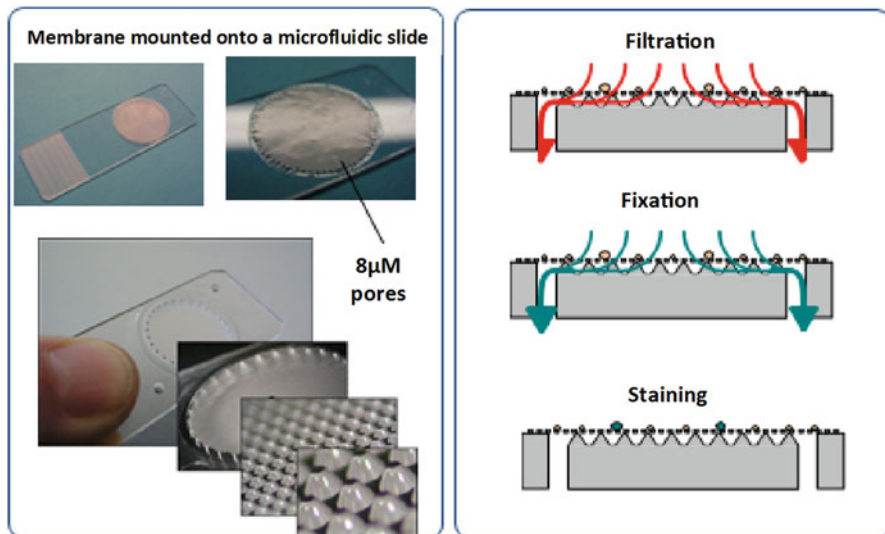 Membrane mounted onto a microfluidic slide
8µM
pores
Filtration
Fixation
Staining